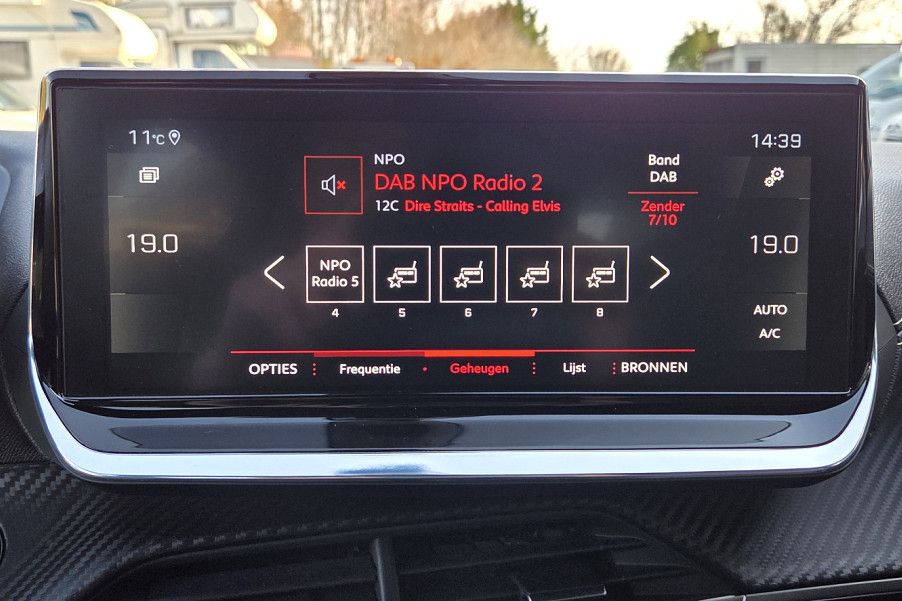 11°C
14:39
NPO
DAB NPO Radio 2
12C Dire Straits - Calling Elvis
Band
DAB
Zender
7/10
19.0
19.0
NPO
Radio 5
4 5 6 7 8
AUTO
A/C
OPTIES Frequentie Geheugen Lijst BRONNEN